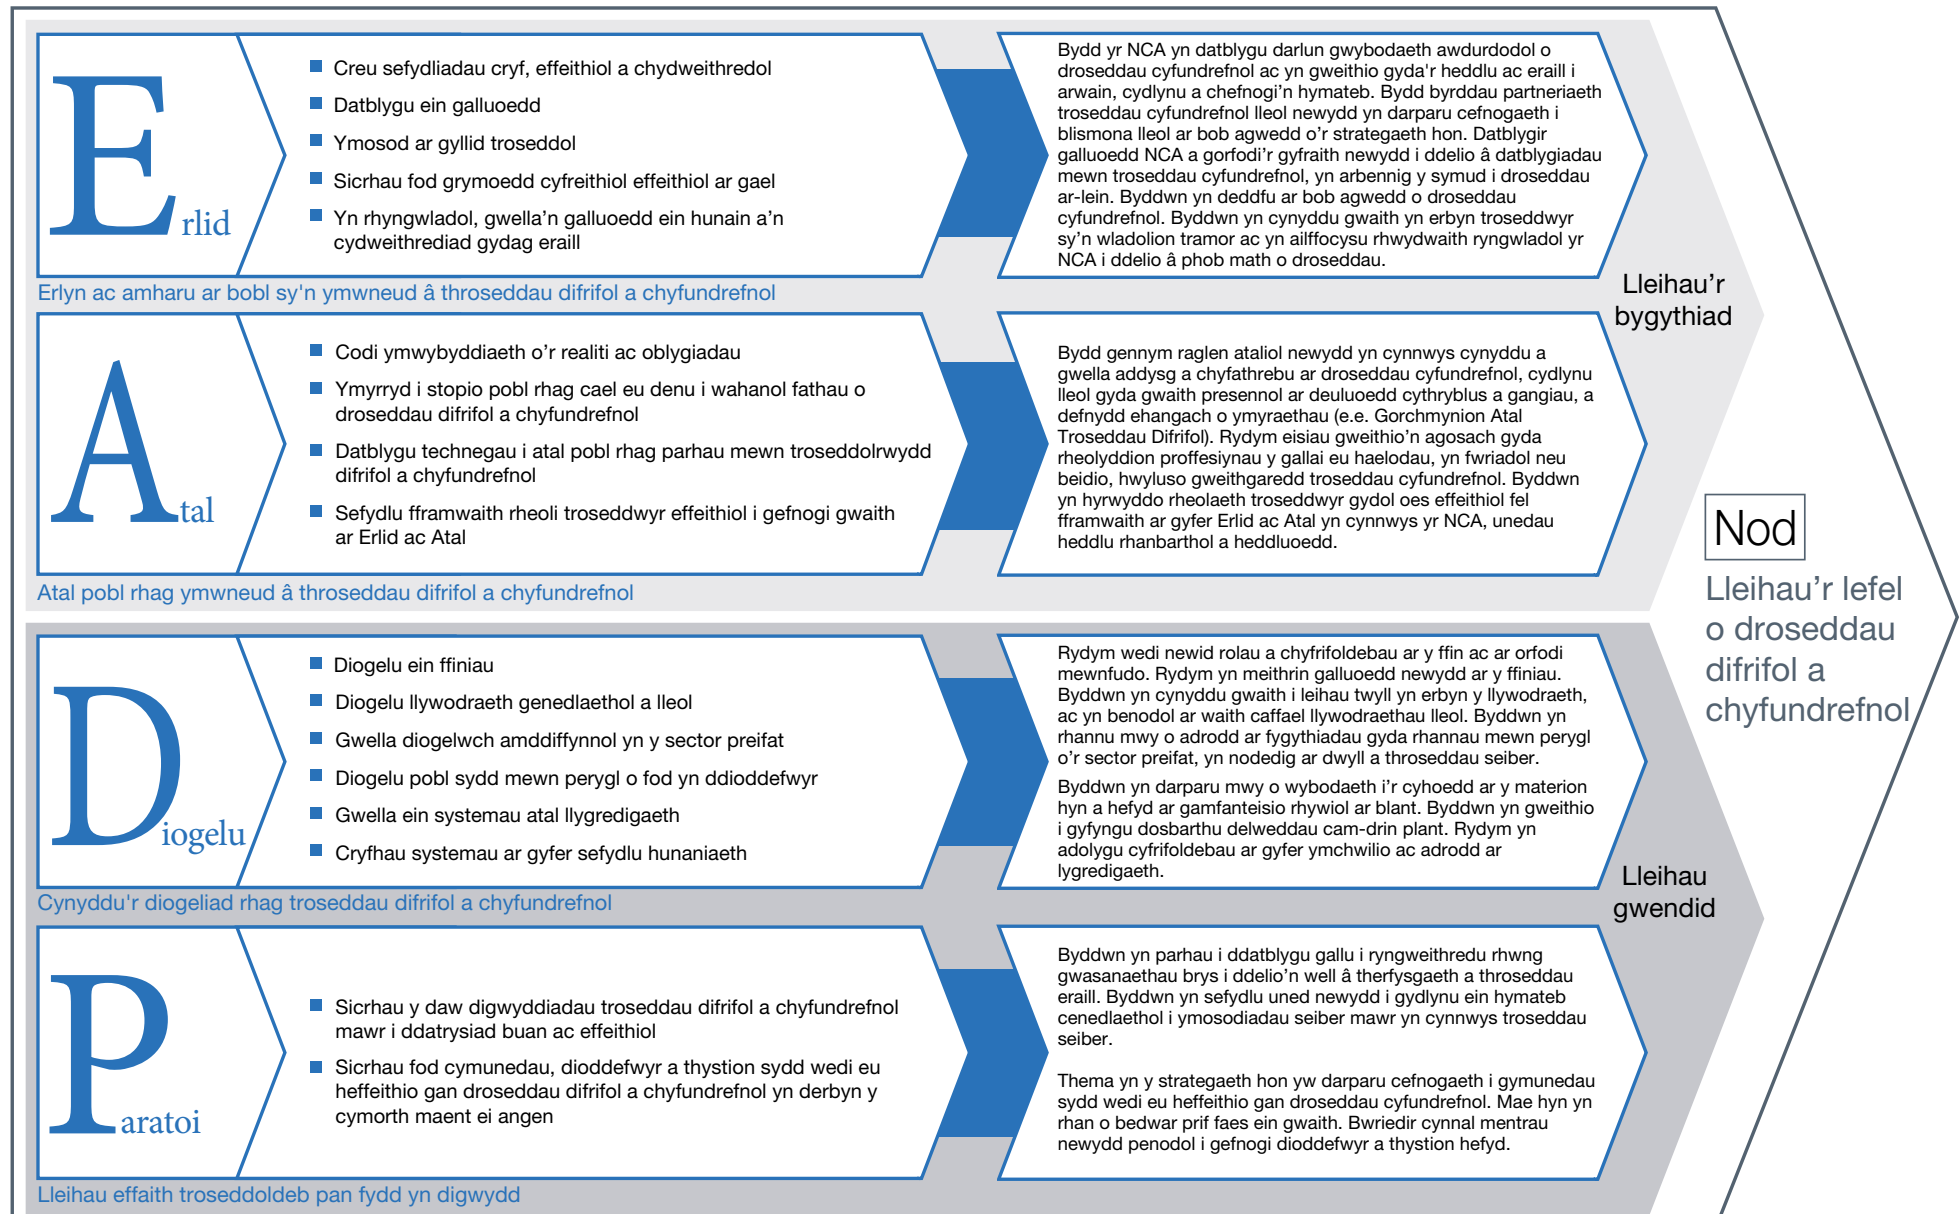 Erlid
Creu sefydliadau cryf, effeithiol a chydweithredol
Datblygu ein galluoedd
Ymosod ar gyllid troseddol
Sicrhau fod grymoedd cyfreithiol effeithiol ar gael
Yn rhyngwladol, gwella’n galluoedd ein hunain a’n
cydweithrediad gydag eraill
Bydd yr NCA yn datblygu darlun gwybodaeth awdurdodol o
droseddau cyfundrefnol ac yn gweithio gyda'r heddlu ac eraill i
arwain, cydlynu a chefnogi’n hymateb. Bydd byrddau partneriaeth
troseddau cyfundrefnol lleol newydd yn darparu cefnogaeth i
blismona lleol ar bob agwedd o’r strategaeth hon. Datblygir
galluoedd NCA a gorfodi’r gyfraith newydd i ddelio â datblygiadau
mewn troseddau cyfundrefnol, yn arbennig y symud i droseddau
ar-lein. Byddwn yn deddfu ar bob agwedd o droseddau
cyfundrefnol. Byddwn yn cynyddu gwaith yn erbyn troseddwyr
sy’n wladolion tramor ac yn ailffocysu rhwydwaith ryngwladol yr
NCA i ddelio â phob math o droseddau.
Erlyn ac amharu ar bobl sy'n ymwneud â throseddau difrifol a chyfundrefnol
Atal
Codi ymwybyddiaeth o’r realiti ac oblygiadau
Ymyrryd i stopio pobl rhag cael eu denu i wahanol fathau o
droseddau difrifol a chyfundrefnol
Datblygu technegau i atal pobl rhag parhau mewn troseddolrwydd
difrifol a chyfundrefnol
Sefydlu fframwaith rheoli troseddwyr effeithiol i gefnogi gwaith
ar Erlid ac Atal
Bydd gennym raglen ataliol newydd yn cynnwys cynyddu a
gwella addysg a chyfathrebu ar droseddau cyfundrefnol, cydlynu
lleol gyda gwaith presennol ar deuluoedd cythryblus a gangiau, a
defnydd ehangach o ymyraethau (e.e. Gorchmynion Atal
Troseddau Difrifol). Rydym eisiau gweithio’n agosach gyda
rheolyddion proffesiynau y gallai eu haelodau, yn fwriadol neu
beidio, hwyluso gweithgaredd troseddau cyfundrefnol. Byddwn
yn hyrwyddo rheolaeth troseddwyr gydol oes effeithiol fel
fframwaith ar gyfer Erlid ac Atal yn cynnwys yr NCA, unedau
heddlu rhanbarthol a heddluoedd.
Atal pobl rhag ymwneud â throseddau difrifol a chyfundrefnol
Lleihau’r
bygythiad
Diogelu
Diogelu ein ffiniau
Diogelu llywodraeth genedlaethol a lleol
Gwella diogelwch amddiffynnol yn y sector preifat
Diogelu pobl sydd mewn perygl o fod yn ddioddefwyr
Gwella ein systemau atal llygredigaeth
Cryfhau systemau ar gyfer sefydlu hunaniaeth
Rydym wedi newid rolau a chyfrifoldebau ar y ffin ac ar orfodi
mewnfudo. Rydym yn meithrin galluoedd newydd ar y ffiniau.
Byddwn yn cynyddu gwaith i leihau twyll yn erbyn y llywodraeth,
ac yn benodol ar waith caffael llywodraethau lleol. Byddwn yn
rhannu mwy o adrodd ar fygythiadau gyda rhannau mewn perygl
o’r sector preifat, yn nodedig ar dwyll a throseddau seiber.
Byddwn yn darparu mwy o wybodaeth i’r cyhoedd ar y materion
hyn a hefyd ar gamfanteisio rhywiol ar blant. Byddwn yn gweithio
i gyfyngu dosbarthu delweddau cam-drin plant. Rydym yn
adolygu cyfrifoldebau ar gyfer ymchwilio ac adrodd ar
lygredigaeth.
Cynyddu'r diogeliad rhag troseddau difrifol a chyfundrefnol
Paratoi
Sicrhau y daw digwyddiadau troseddau difrifol a chyfundrefnol
mawr i ddatrysiad buan ac effeithiol
Sicrhau fod cymunedau, dioddefwyr a thystion sydd wedi eu
heffeithio gan droseddau difrifol a chyfundrefnol yn derbyn y
cymorth maent ei angen
Byddwn yn parhau i ddatblygu gallu i ryngweithredu rhwng
gwasanaethau brys i ddelio’n well â therfysgaeth a throseddau
eraill. Byddwn yn sefydlu uned newydd i gydlynu ein hymateb
cenedlaethol i ymosodiadau seiber mawr yn cynnwys troseddau
seiber.
Thema yn y strategaeth hon yw darparu cefnogaeth i gymunedau
sydd wedi eu heffeithio gan droseddau cyfundrefnol. Mae hyn yn
rhan o bedwar prif faes ein gwaith. Bwriedir cynnal mentrau
newydd penodol i gefnogi dioddefwyr a thystion hefyd.
Lleihau effaith troseddoldeb pan fydd yn digwydd
Lleihau
gwendid
Nod
Lleihau’r lefel
o droseddau
difrifol a
chyfundrefnol